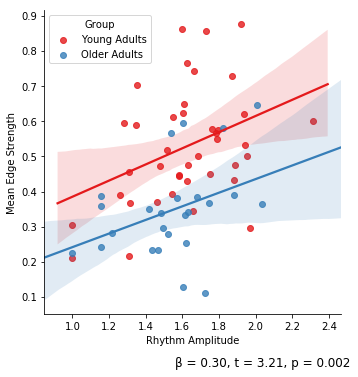 Group
Young Adults
Older Adults
Mean Edge Strength
0.9
0.8
0.7
0.6
0.5
0.4
0.3
0.2
0.1
1.0 1.2 1.4 1.6 1.8 2.0 2.2 2.4
Rhythm Amplitude
β = 0.30, t = 3.21, p = 0.002